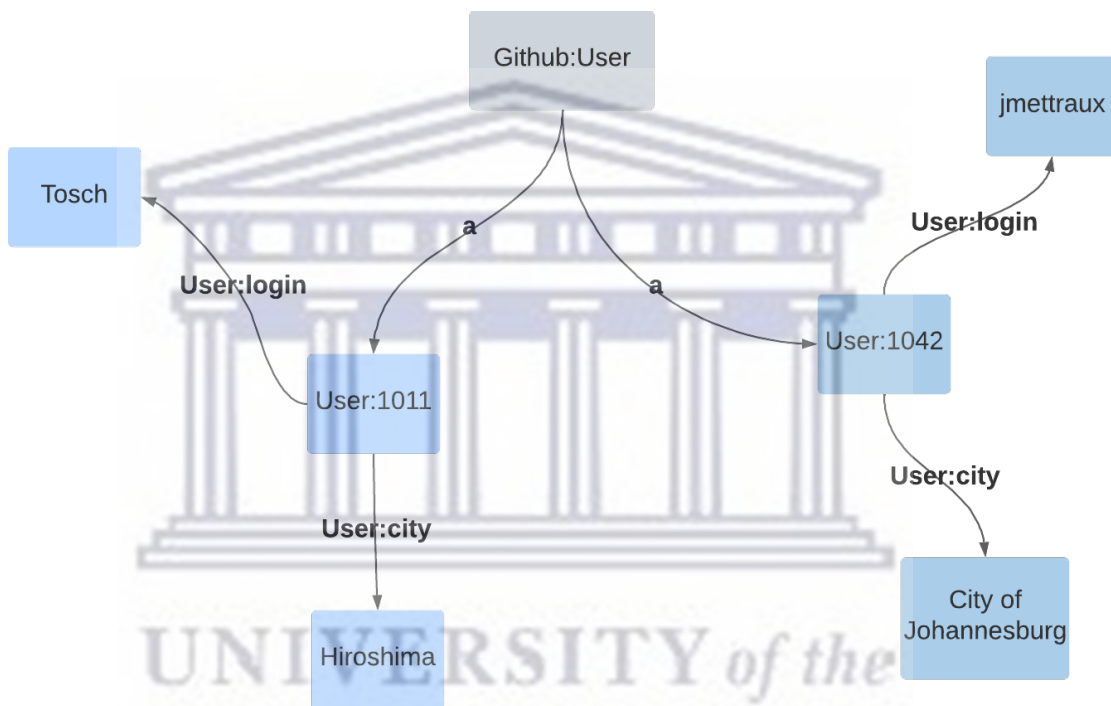 Github:User
jmettraux
Tosch
a
User:login
User:login
a
User:1042
User:1011
User:city
User:city
City of
Johannesburg
Hiroshima
UNIVERSITY of the